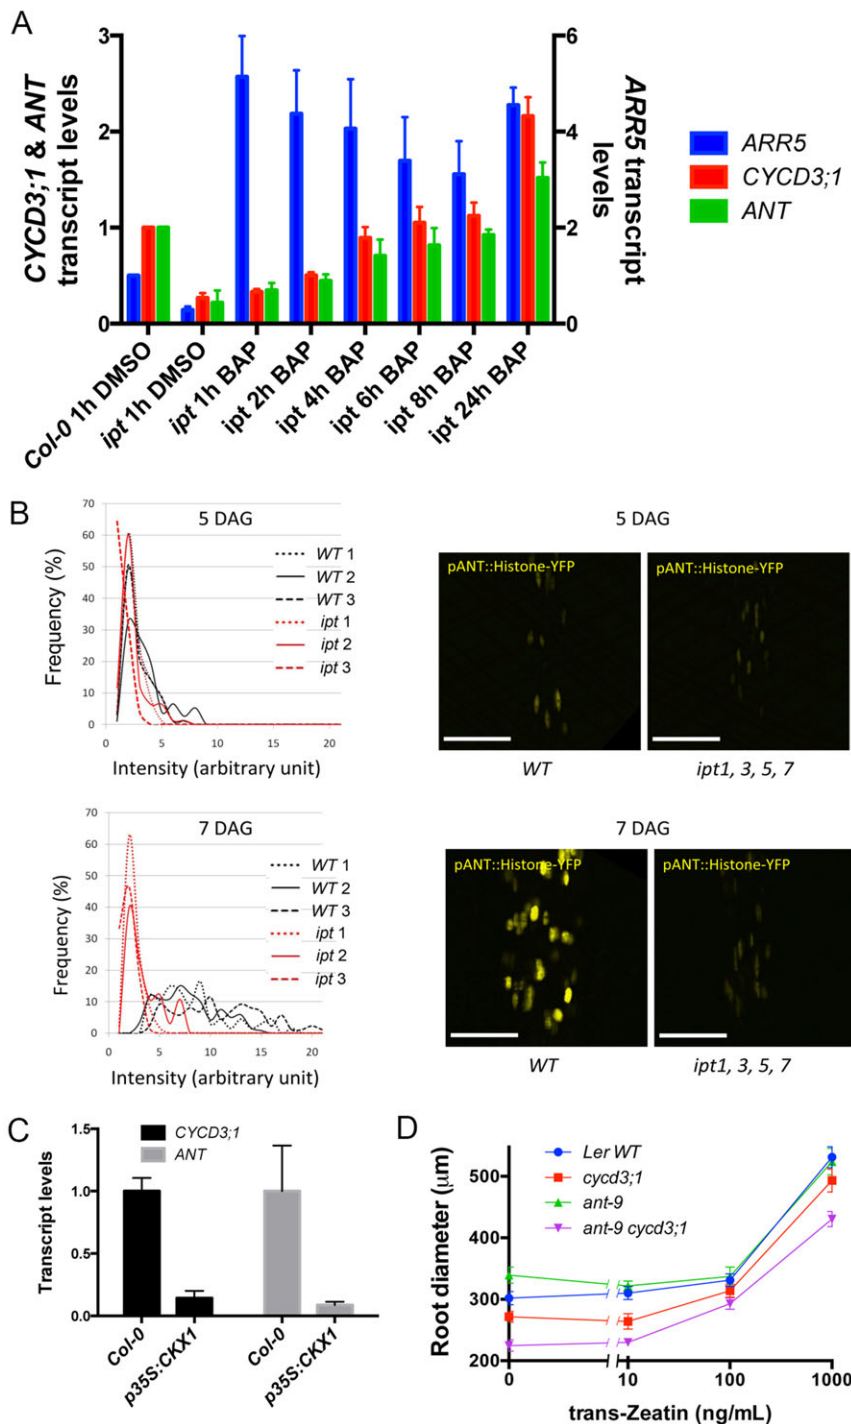 A
CYCD3;1 & ANT
transcript levels
3
2
1
0
6
4
2
0
ARR5 transcript
levels
ARR5
CYCD3;1
ANT
Col-0 1h DMSO
ipt 1h DMSO
ipt 1h BAP
ipt 2h BAP
ipt 4h BAP
ipt 6h BAP
ipt 8h BAP
ipt 24h BAP
B
5 DAG
Frequency (%)
70
60
50
40
30
20
10
0
0 5 10 15 20
Intensity (arbitrary unit)
WT 1
WT 2
WT 3
ipt 1
ipt 2
ipt 3
5 DAG
pANT::Histone-YFP
pANT::Histone-YFP
WT
ipt1, 3, 5, 7
7 DAG
Frequency (%)
70
60
50
40
30
20
10
0
0 5 10 15 20
Intensity (arbitrary unit)
WT 1
WT 2
WT 3
ipt 1
ipt 2
ipt 3
7 DAG
pANT::Histone-YFP
pANT::Histone-YFP
WT
ipt1, 3, 5, 7
C
Transcript levels
1.5
1.0
0.5
0.0
CYCD3;1
ANT
Col-0
p35S:CKX1
Col-0
p35S:CKX1
D
Root diameter (μm)
500
400
300
200
Ler WT
cycd3;1
ant-9
ant-9 cycd3;1
0 10 100 1000
trans-Zeatin (ng/mL)